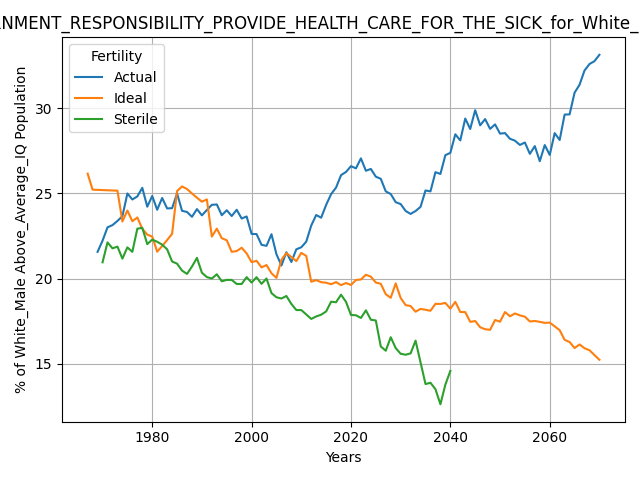 NMENT_RESPONSIBILITY_PROVIDE_HEALTH_CARE_FOR_THE_SICK_for_White_
Fertility
Actual
Ideal
Sterile
% of White_Male Above_Average_IQ Population
30
25
20
15
1980 2000 2020 2040 2060
Years